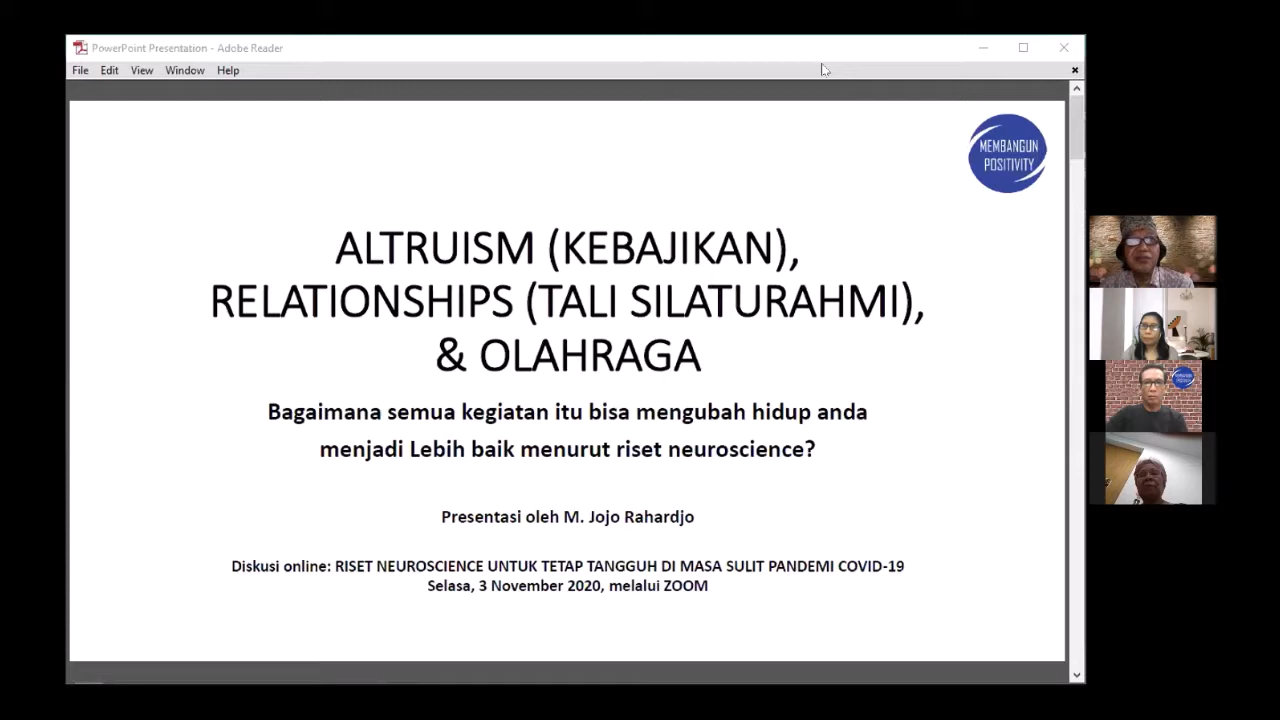 PowerPoint Presentation - Adobe Reader
File Edit View Window Help
MEMBANGUN
POSITIVITY
ALTRUISM (KEBAJIKAN),
RELATIONSHIPS (TALI SILATURAHMI),
& OLAHRAGA
Bagaimana semua kegiatan itu bisa mengubah hidup anda
menjadi Lebih baik menurut riset neuroscience?
Presentasi oleh M. Jojo Rahardjo
Diskusi online: RISET NEUROSCIENCE UNTUK TETAP TANGGUH DI MASA SULIT PANDEMI COVID-19
Selasa, 3 November 2020, melalui ZOOM
MEMBANGUN
POSITIVITY